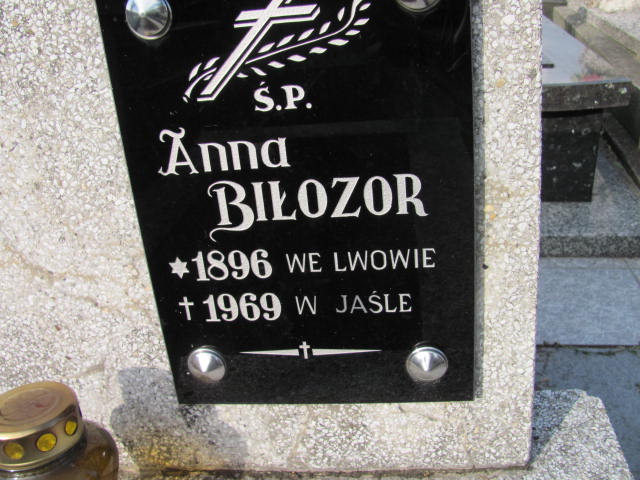 Ś.P.
Anna
BIŁOZOR
*1896 WE LWOWIE
†1969 W JAŚLE